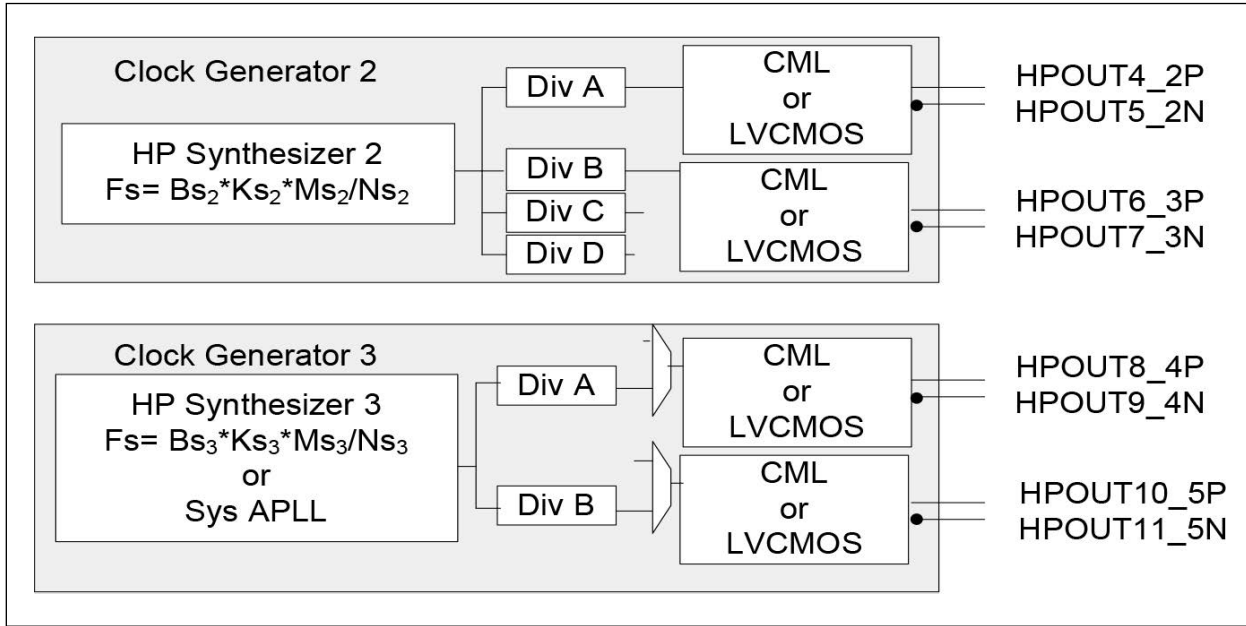 Clock Generator 2
HP Synthesizer 2
Fs= Bs₂*Ks₂*Ms₂/Ns₂
Div A
Div B
Div C
Div D
CML
or
LVCMOS
CML
or
LVCMOS
HPOUT4_2P
HPOUT5_2N
HPOUT6_3P
HPOUT7_3N
Clock Generator 3
HP Synthesizer 3
Fs= Bs₃*Ks₃*Ms₃/Ns₃
or
Sys APLL
Div A
Div B
CML
or
LVCMOS
CML
or
LVCMOS
HPOUT8_4P
HPOUT9_4N
HPOUT10_5P
HPOUT11_5N